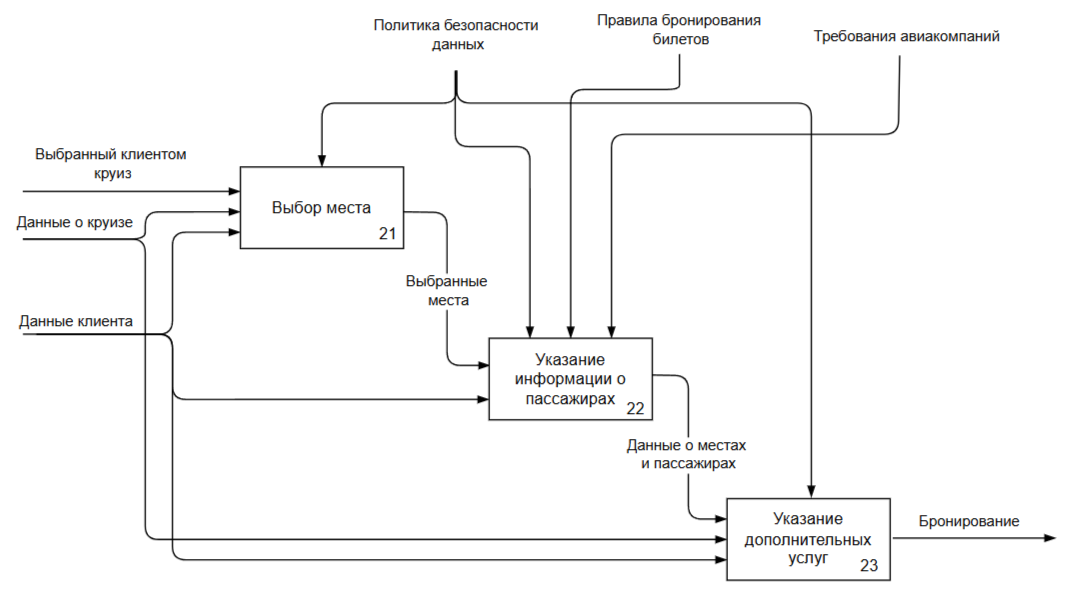 Политика безопасности
данных
Правила бронирования
билетов
Требования авиакомпаний
Выбранный клиентом
круиз
Данные о круизе
Данные клиента
Выбор места
21
Выбранные
места
Указание
информации о
пассажирах
22
Данные о местах
и пассажирах
Указание
дополнительных
услуг
23
Бронирование